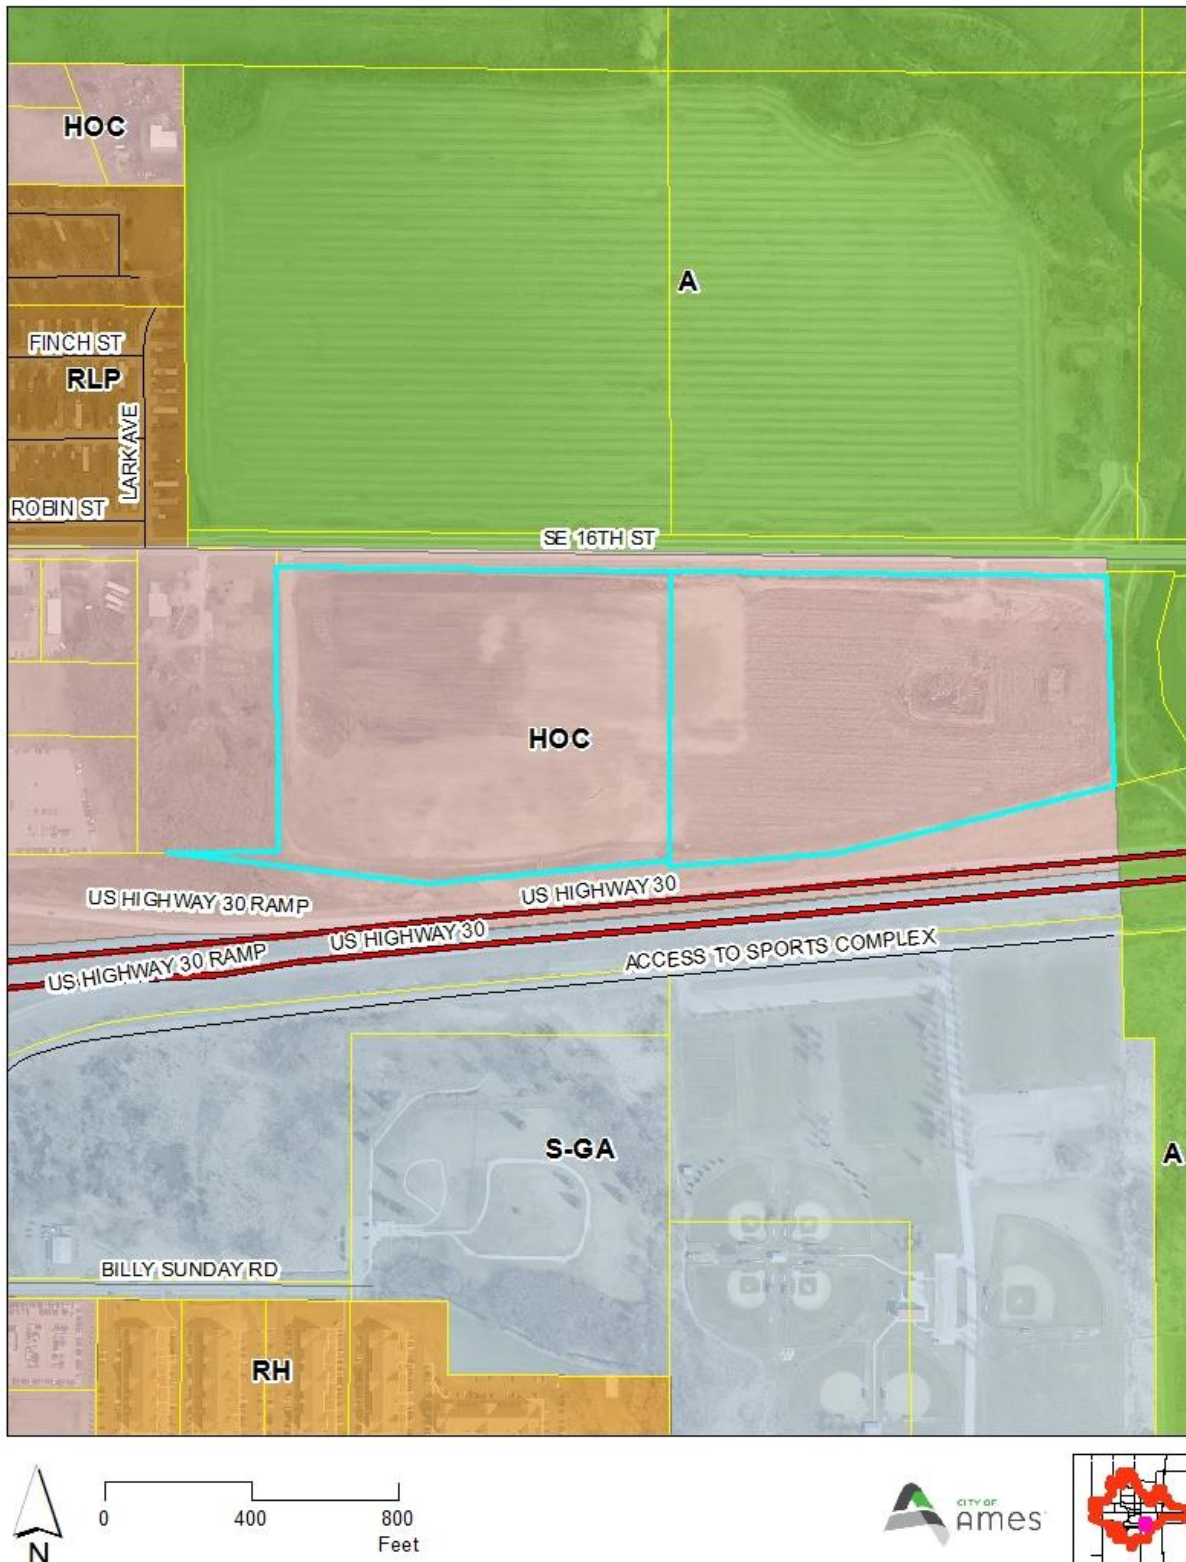 HOC
A
FINCH ST
RLP
LARK AVE
ROBIN ST
SE 16TH ST
HOC
US HIGHWAY 30 RAMP
US HIGHWAY 30
US HIGHWAY 30
US HIGHWAY 30 RAMP
ACCESS TO SPORTS COMPLEX
S-GA
A
BILLY SUNDAY RD
RH
N
0 400 800
Feet
CITY OF
Ames